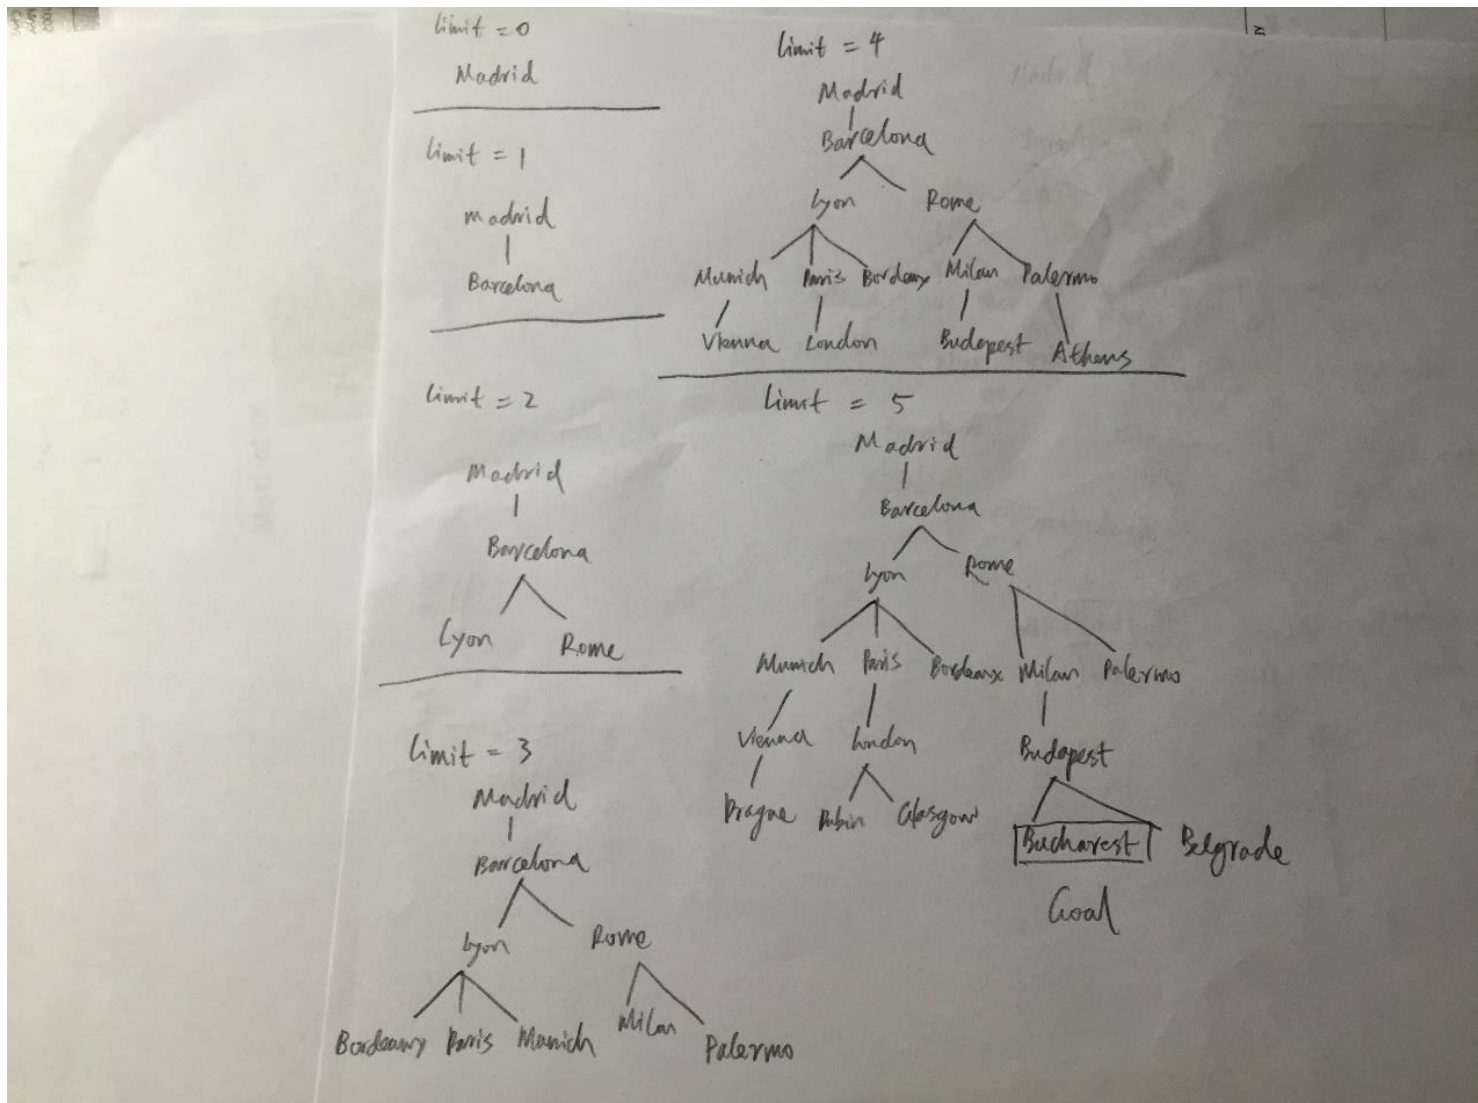 limit = 0
Madrid
limit = 1
Madrid
Barcelona
limit = 2
Madrid
Barcelona
Lyon Rome
limit = 3
Madrid
Barcelona
Lyon Rome
Bordeaux Paris Munich Milan Palermo
limit = 4
Madrid
Barcelona
Lyon Rome
Munich Paris Bordeaux Milan Palermo
Vienna London Budapest Athens
limit = 5
Madrid
Barcelona
Lyon Rome
Munich Paris Bordeaux Milan Palermo
Vienna London Budapest
Prague Dubin Glasgow Bucharest Belgrade
Goal